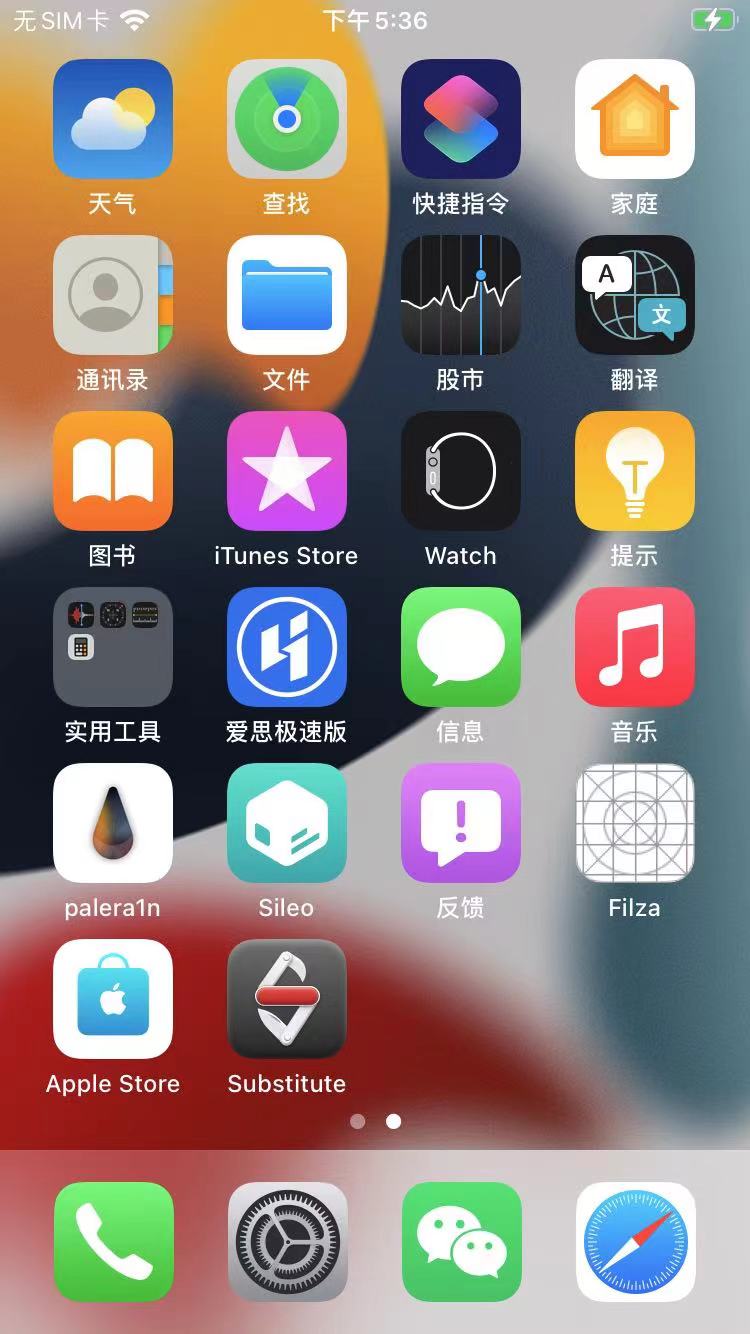 无SIM卡 下午5:36
天气 查找 快捷指令 家庭
A
文
通讯录 文件 股市 翻译
图书 iTunes Store Watch 提示
实用工具 爱思极速版 信息 音乐
palera1n Sileo 反馈 Filza
Apple Store Substitute